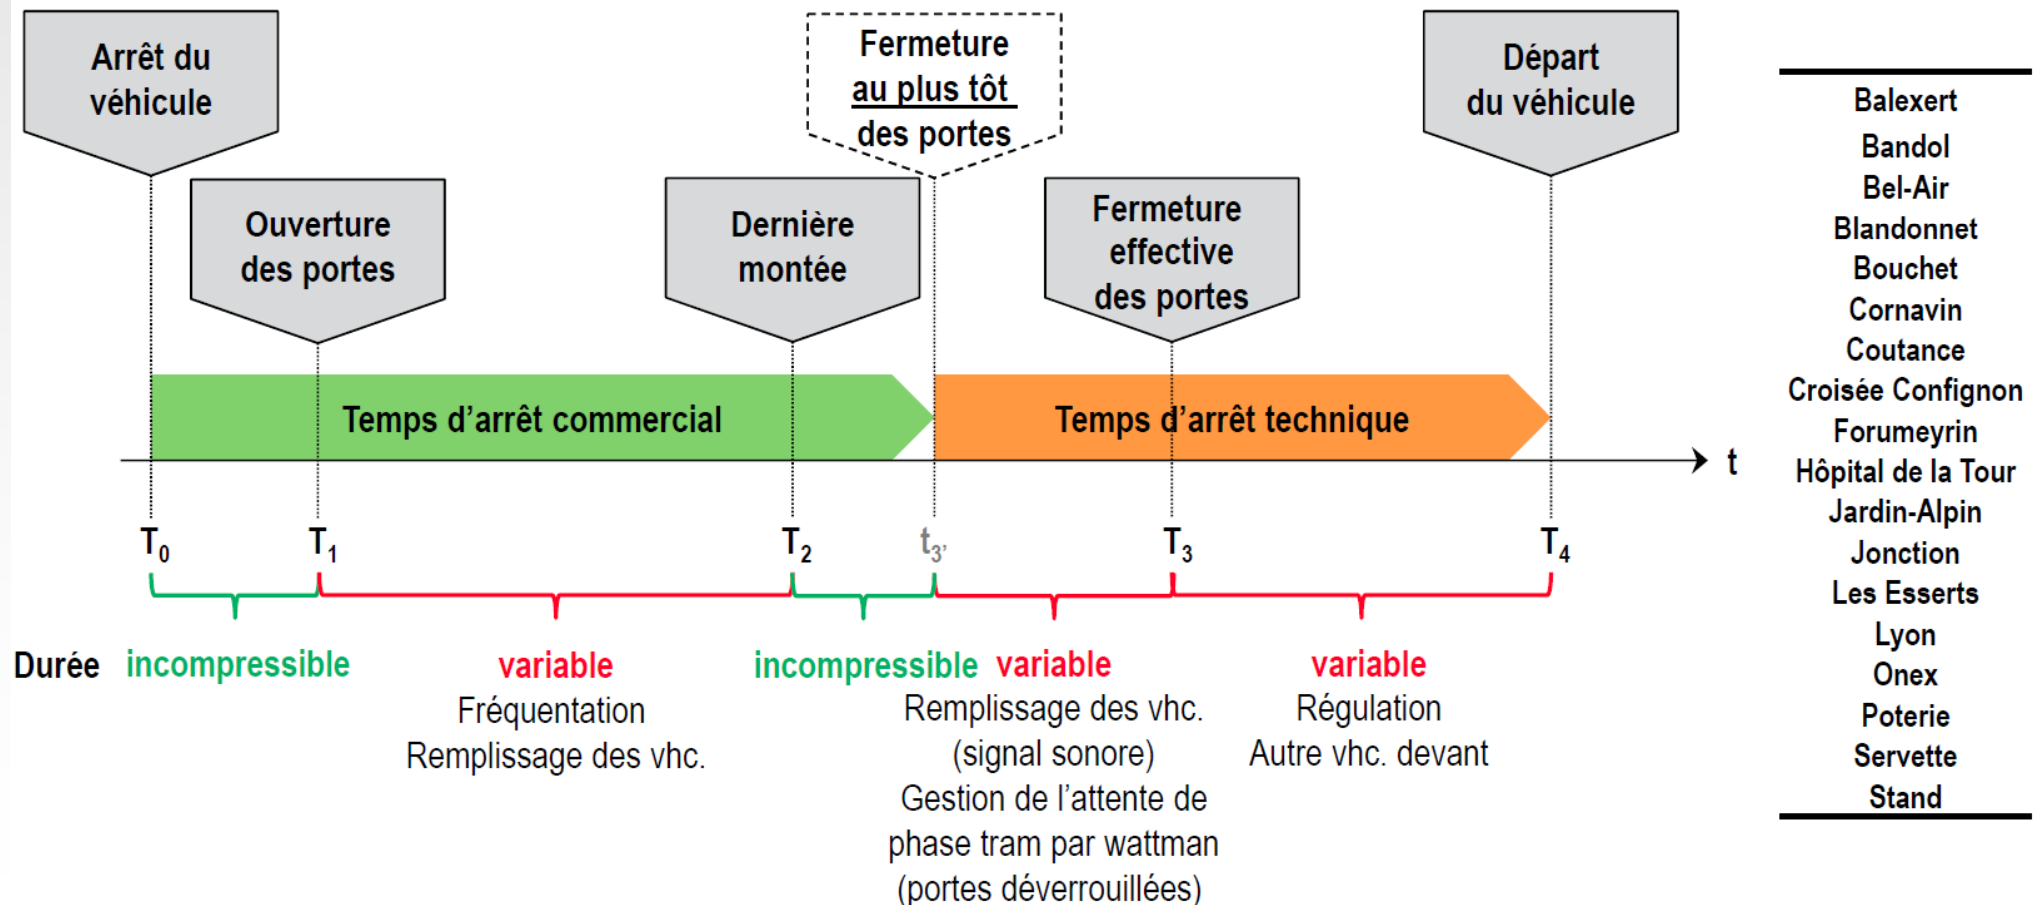 Arrêt du
véhicule
Ouverture
des portes
Dernière
montée
Fermeture
au plus tôt
des portes
Fermeture
effective
des portes
Départ
du véhicule
Temps d'arrêt commercial
Temps d'arrêt technique
t
T0
T1
T2
t3'
T3
T4
Durée
incompressible
variable
Fréquentation
Remplissage des vhc.
incompressible
variable
Remplissage des vhc.
(signal sonore)
Gestion de l'attente de
phase tram par wattman
(portes déverrouillées)
variable
Régulation
Autre vhc. devant
Balexert
Bandol
Bel-Air
Blandonnet
Bouchet
Cornavin
Coutance
Croisée Confignon
Forumeyrin
Hôpital de la Tour
Jardin-Alpin
Jonction
Les Esserts
Lyon
Onex
Poterie
Servette
Stand